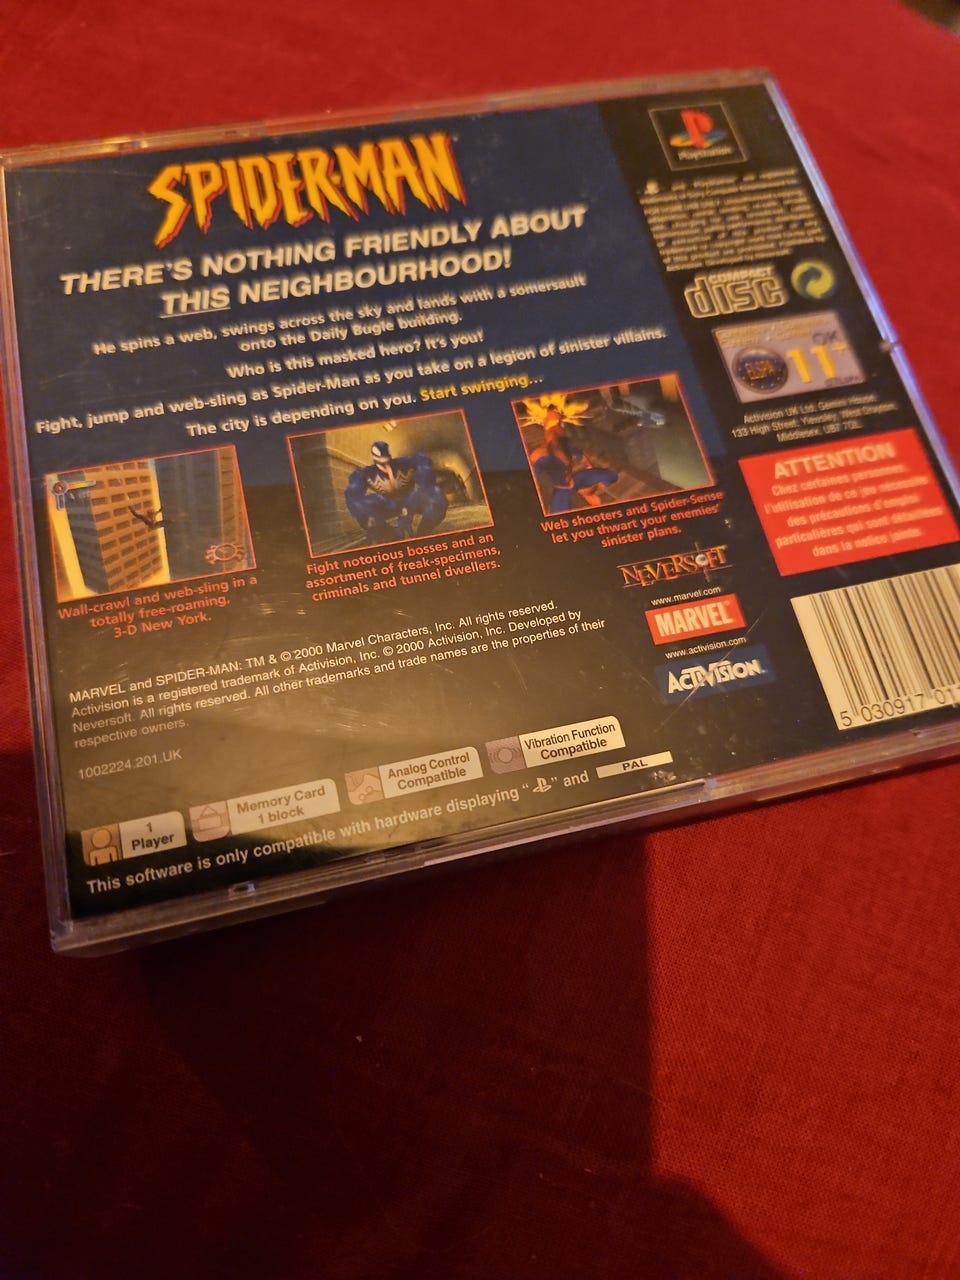 SPIDER-MAN
THERE'S NOTHING FRIENDLY ABOUT
THIS NEIGHBOURHOOD!
He spins a web, swings across the sky and lands with a somersault
onto the Daily Bugle building.
Who is this masked hero? It's you!
Fight, jump and web-sling as Spider-Man as you take on a legion of sinister villains.
The city is depending on you. Start swinging...
Wall-crawl and web-sling in a
totally free-roaming,
3-D New York.
Fight notorious bosses and an
assortment of freak-specimens,
criminals and tunnel dwellers.
Web shooters and Spider-Sense
let you thwart your enemies'
sinister plans.
NEVERSOFT
www.marvel.com
MARVEL
www.activision.com
ACTIVISION
MARVEL and SPIDER-MAN: TM & © 2000 Marvel Characters, Inc. All rights reserved.
Activision is a registered trademark of Activision, Inc. © 2000 Activision, Inc. Developed by
Neversoft. All rights reserved. All other trademarks and trade names are the properties of their
respective owners.
1002224.201.UK
1
Player
Memory Card
1 block
Analog Control
Compatible
Vibration Function
Compatible
This software is only compatible with hardware displaying " " and PAL
PlayStation
COMPACT
disc
ELSPA
11+
OK
Activision UK Ltd, Gemini House,
133 High Street, Yiewsley, West Drayton,
Middlesex, UB7 7QL
ATTENTION
Chez certaines personnes,
l'utilisation de ce jeu nécessite
des précautions d'emploi
particulières qui sont détaillées
dans la notice jointe.
5 030917 01